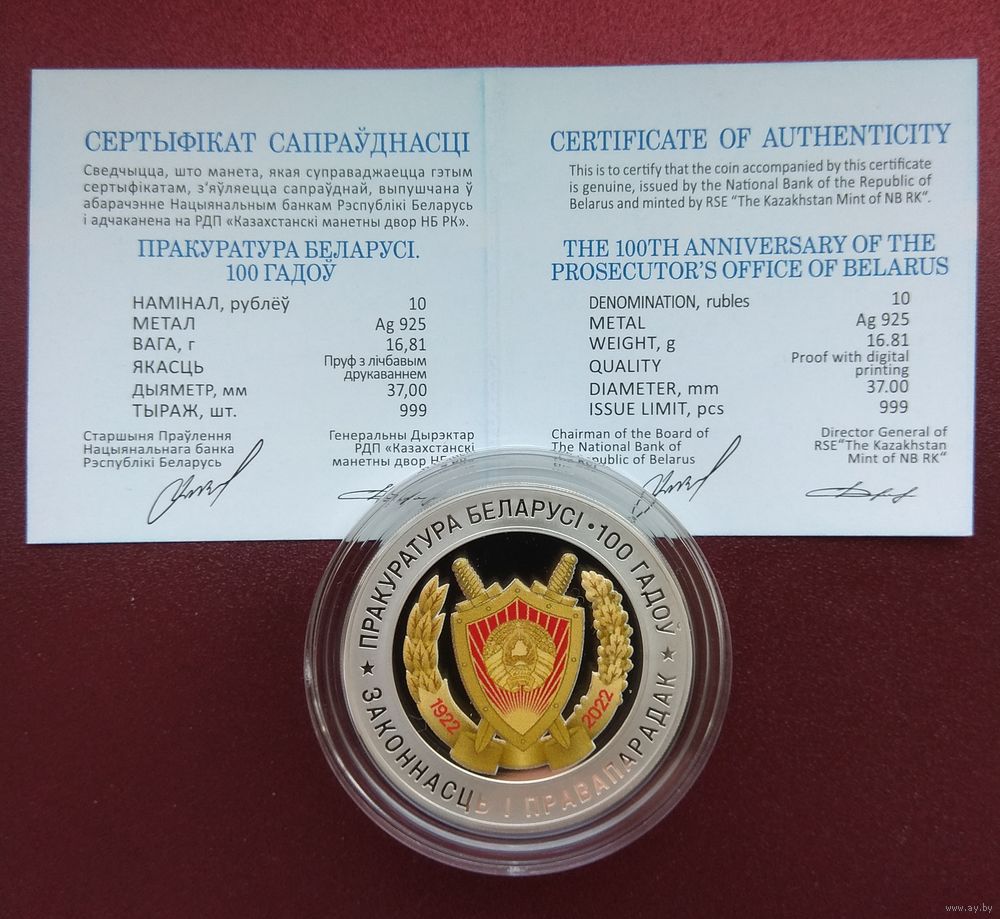 СЕРТЫФІКАТ САПРАЎДНАСЦІ
Сведчыцца, што манета, якая суправаджаецца гэтым
сертыфікатам, з'яўляецца сапраўднай, выпушчана ў
абарачэнне Нацыянальным банкам Рэспублікі Беларусь
і адчаканена на РДП «Казахстанскі манетны двор НБ РК».
ПРАКУРАТУРА БЕЛАРУСІ.
100 ГАДОЎ
НАМІНАЛ, рублёў 10
МЕТАЛ Ag 925
ВАГА, г 16,81
ЯКАСЦЬ Пруф з лічбавым
друкаваннем
ДЫЯМЕТР, мм 37,00
ТЫРАЖ, шт. 999
Старшыня Праўлення
Нацыянальнага банка
Рэспублікі Беларусь
Генеральны Дырэктар
РДП «Казахстанскі
манетны двор НБ РК».
CERTIFICATE OF AUTHENTICITY
This is to certify that the coin accompanied by this certificate
is genuine, issued by the National Bank of the Republic of
Belarus and minted by RSE "The Kazakhstan Mint of NB RK".
THE 100TH ANNIVERSARY OF THE
PROSECUTOR'S OFFICE OF BELARUS
DENOMINATION, rubles 10
METAL Ag 925
WEIGHT, g 16.81
QUALITY Proof with digital
printing
DIAMETER, mm 37.00
ISSUE LIMIT, pcs 999
Chairman of the Board of
The National Bank of
the Republic of Belarus
Director General of
RSE"The Kazakhstan
Mint of NB RK"
ПРАКУРАТУРА БЕЛАРУСІ • 100 ГАДОЎ
★ ЗАКОННАСЦЬ І ПРАВАПАРАДАК ★
1922
2022
www.ay.by